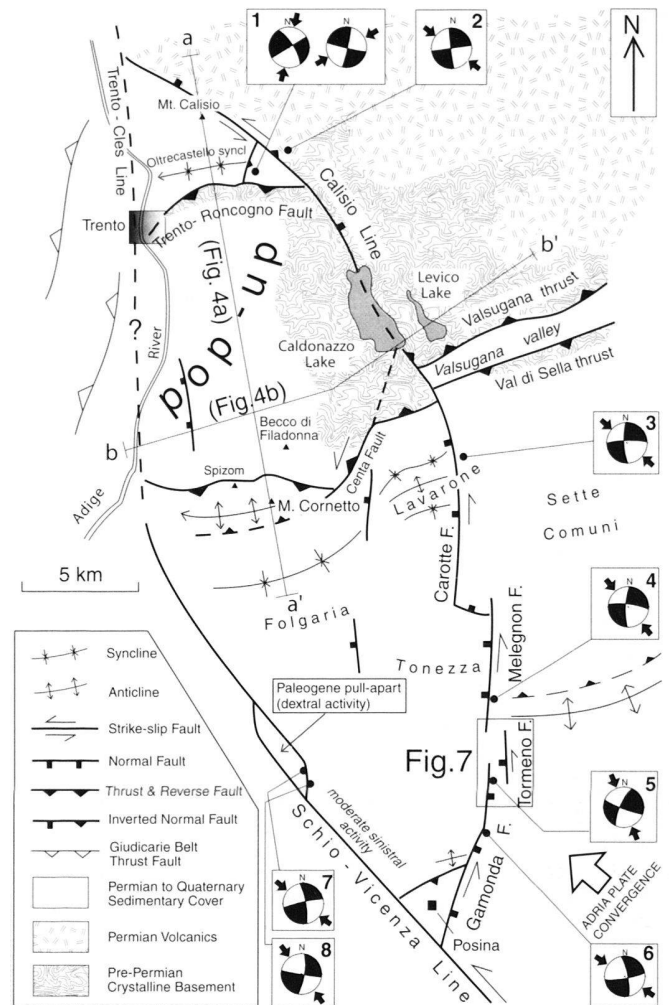 1
N
N
2
N
N
a
Trento - Cles Line
Mt. Calisio
Oltrecastello syncl
Calisio Line
Trento
Trento- Roncogno Fault
(Fig. 4a)
b'
Levico
Lake
Valsugana thrust
pop-up
?
River
Caldonazzo
Lake
Valsugana valley
Val di Sella thrust
(Fig.4b)
Becco di
Filadonna
b
Centa Fault
3
N
Spizom
Lavarone
Adige
M. Cornetto
Sette
Comuni
Carotte F.
5 km
a'
Folgaria
4
N
Melegnon F.
Tonezza
Paleogene pull-apart
(dextral activity)
Fig.7
Tormeno F.
5
N
moderate sinistral
activity
Schio - Vicenza Line
Gamonda F.
ADRIA PLATE
CONVERGENCE
7
N
Posina
8
N
6
N
Syncline
Anticline
Strike-slip Fault
Normal Fault
Thrust & Reverse Fault
Inverted Normal Fault
Giudicarie Belt
Thrust Fault
Permian to Quaternary
Sedimentary Cover
Permian Volcanics
Pre-Permian
Crystalline Basement